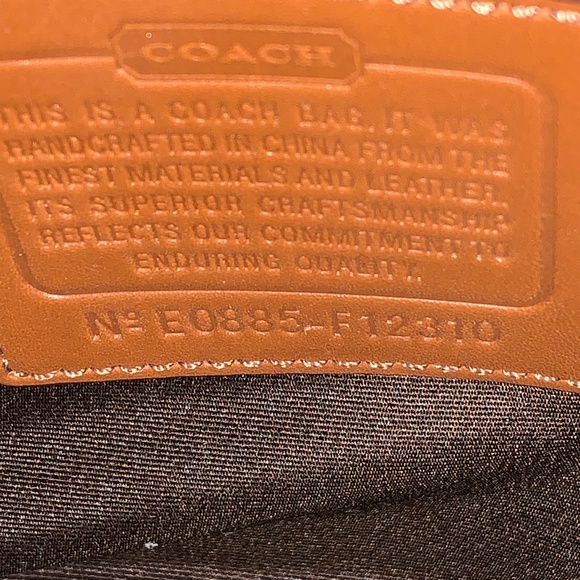 COACH
THIS IS A COACH BAG. IT WAS
HANDCRAFTED IN CHINA FROM THE
FINEST MATERIALS AND LEATHER.
ITS SUPERIOR CRAFTSMANSHIP
REFLECTS OUR COMMITMENT TO
ENDURING QUALITY.
Nº E0885-F12310